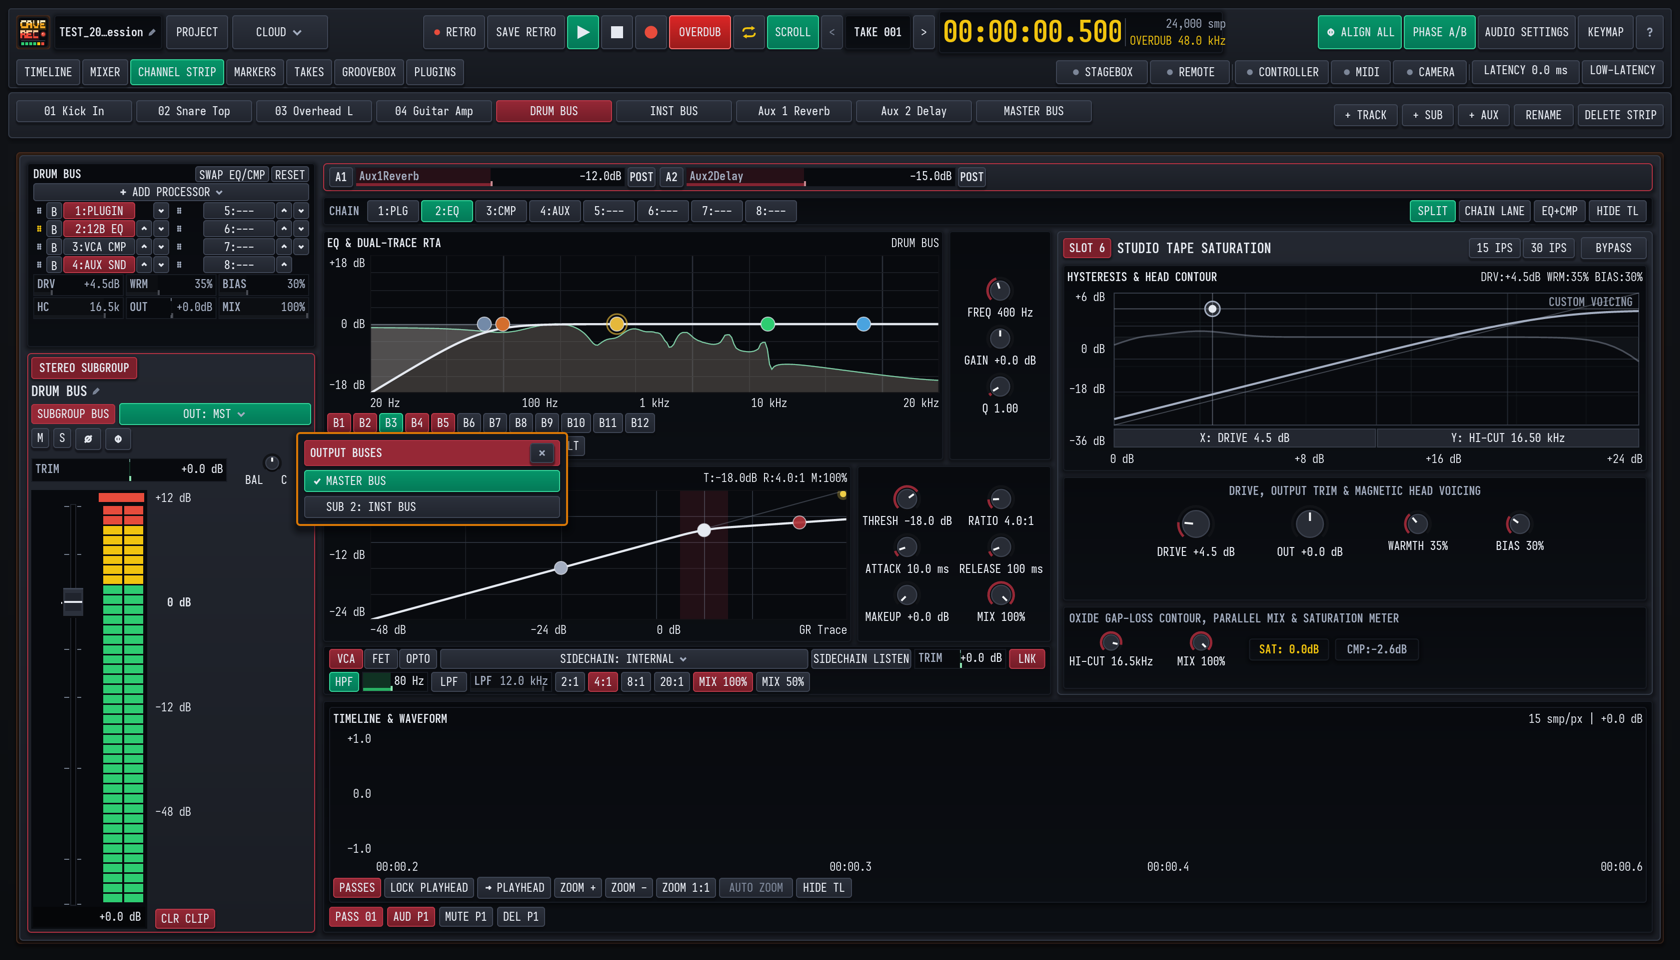 CAVE REC
TEST_20…ession
PROJECT
CLOUD
RETRO
SAVE RETRO
OVERDUB
SCROLL
<
TAKE 001
>
00:00:00.500
24,000 smp
OVERDUB 48.0 kHz
ALIGN ALL
PHASE A/B
AUDIO SETTINGS
KEYMAP
?
TIMELINE
MIXER
CHANNEL STRIP
MARKERS
TAKES
GROOVEBOX
PLUGINS
STAGEBOX
REMOTE
CONTROLLER
MIDI
CAMERA
LATENCY 0.0 ms
LOW-LATENCY
01 Kick In
02 Snare Top
03 Overhead L
04 Guitar Amp
DRUM BUS
INST BUS
Aux 1 Reverb
Aux 2 Delay
MASTER BUS
+ TRACK
+ SUB
+ AUX
RENAME
DELETE STRIP
DRUM BUS
SWAP EQ/CMP
RESET
+ ADD PROCESSOR
B 1:PLUGIN
5:---
B 2:12B EQ
6:---
B 3:VCA CMP
7:---
B 4:AUX SND
8:---
DRV +4.5dB
WRM 35%
BIAS 30%
HC 16.5k
OUT +0.0dB
MIX 100%
STEREO SUBGROUP
DRUM BUS
SUBGROUP BUS
OUT: MST
M
S
ø
TRIM +0.0 dB
BAL C
+12 dB
0 dB
-12 dB
-48 dB
+0.0 dB
CLR CLIP
A1
Aux1Reverb -12.0dB
POST
A2
Aux2Delay -15.0dB
POST
CHAIN
1:PLG
2:EQ
3:CMP
4:AUX
5:---
6:---
7:---
8:---
SPLIT
CHAIN LANE
EQ+CMP
HIDE TL
EQ & DUAL-TRACE RTA
DRUM BUS
+18 dB
0 dB
-18 dB
20 Hz
100 Hz
1 kHz
10 kHz
20 kHz
B1
B2
B3
B4
B5
B6
B7
B8
B9
B10
B11
B12
LT
FREQ 400 Hz
GAIN +0.0 dB
Q 1.00
OUTPUT BUSES
×
✓ MASTER BUS
SUB 2: INST BUS
T:-18.0dB R:4.0:1 M:100%
-12 dB
-24 dB
-48 dB
-24 dB
0 dB
GR Trace
THRESH -18.0 dB
RATIO 4.0:1
ATTACK 10.0 ms
RELEASE 100 ms
MAKEUP +0.0 dB
MIX 100%
VCA
FET
OPTO
SIDECHAIN: INTERNAL
SIDECHAIN LISTEN
TRIM +0.0 dB
LNK
HPF
80 Hz
LPF
LPF 12.0 kHz
2:1
4:1
8:1
20:1
MIX 100%
MIX 50%
SLOT 6
STUDIO TAPE SATURATION
15 IPS
30 IPS
BYPASS
HYSTERESIS & HEAD CONTOUR
DRV:+4.5dB WRM:35% BIAS:30%
+6 dB
CUSTOM VOICING
0 dB
-18 dB
-36 dB
X: DRIVE 4.5 dB
Y: HI-CUT 16.50 kHz
0 dB
+8 dB
+16 dB
+24 dB
DRIVE, OUTPUT TRIM & MAGNETIC HEAD VOICING
DRIVE +4.5 dB
OUT +0.0 dB
WARMTH 35%
BIAS 30%
OXIDE GAP-LOSS CONTOUR, PARALLEL MIX & SATURATION METER
HI-CUT 16.5kHz
MIX 100%
SAT: 0.0dB
CMP:-2.6dB
TIMELINE & WAVEFORM
15 smp/px | +0.0 dB
+1.0
0.0
-1.0
00:00.2
00:00.3
00:00.4
00:00.6
PASSES
LOCK PLAYHEAD
→ PLAYHEAD
ZOOM +
ZOOM -
ZOOM 1:1
AUTO ZOOM
HIDE TL
PASS 01
AUD P1
MUTE P1
DEL P1